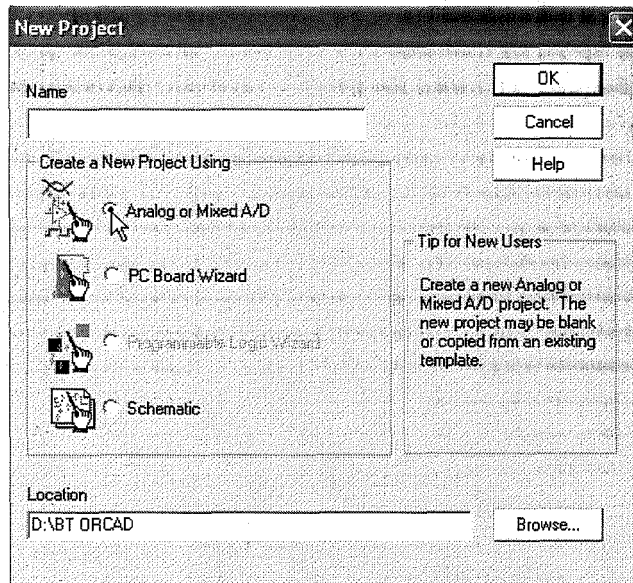 New Project
Name
OK
Cancel
Help
Create a New Project Using
Analog or Mixed A/D
PC Board Wizard
Programmable Logic Wizard
Schematic
Tip for New Users
Create a new Analog or
Mixed A/D project. The
new project may be blank
or copied from an existing
template.
Location
D:\BT ORCAD
Browse...